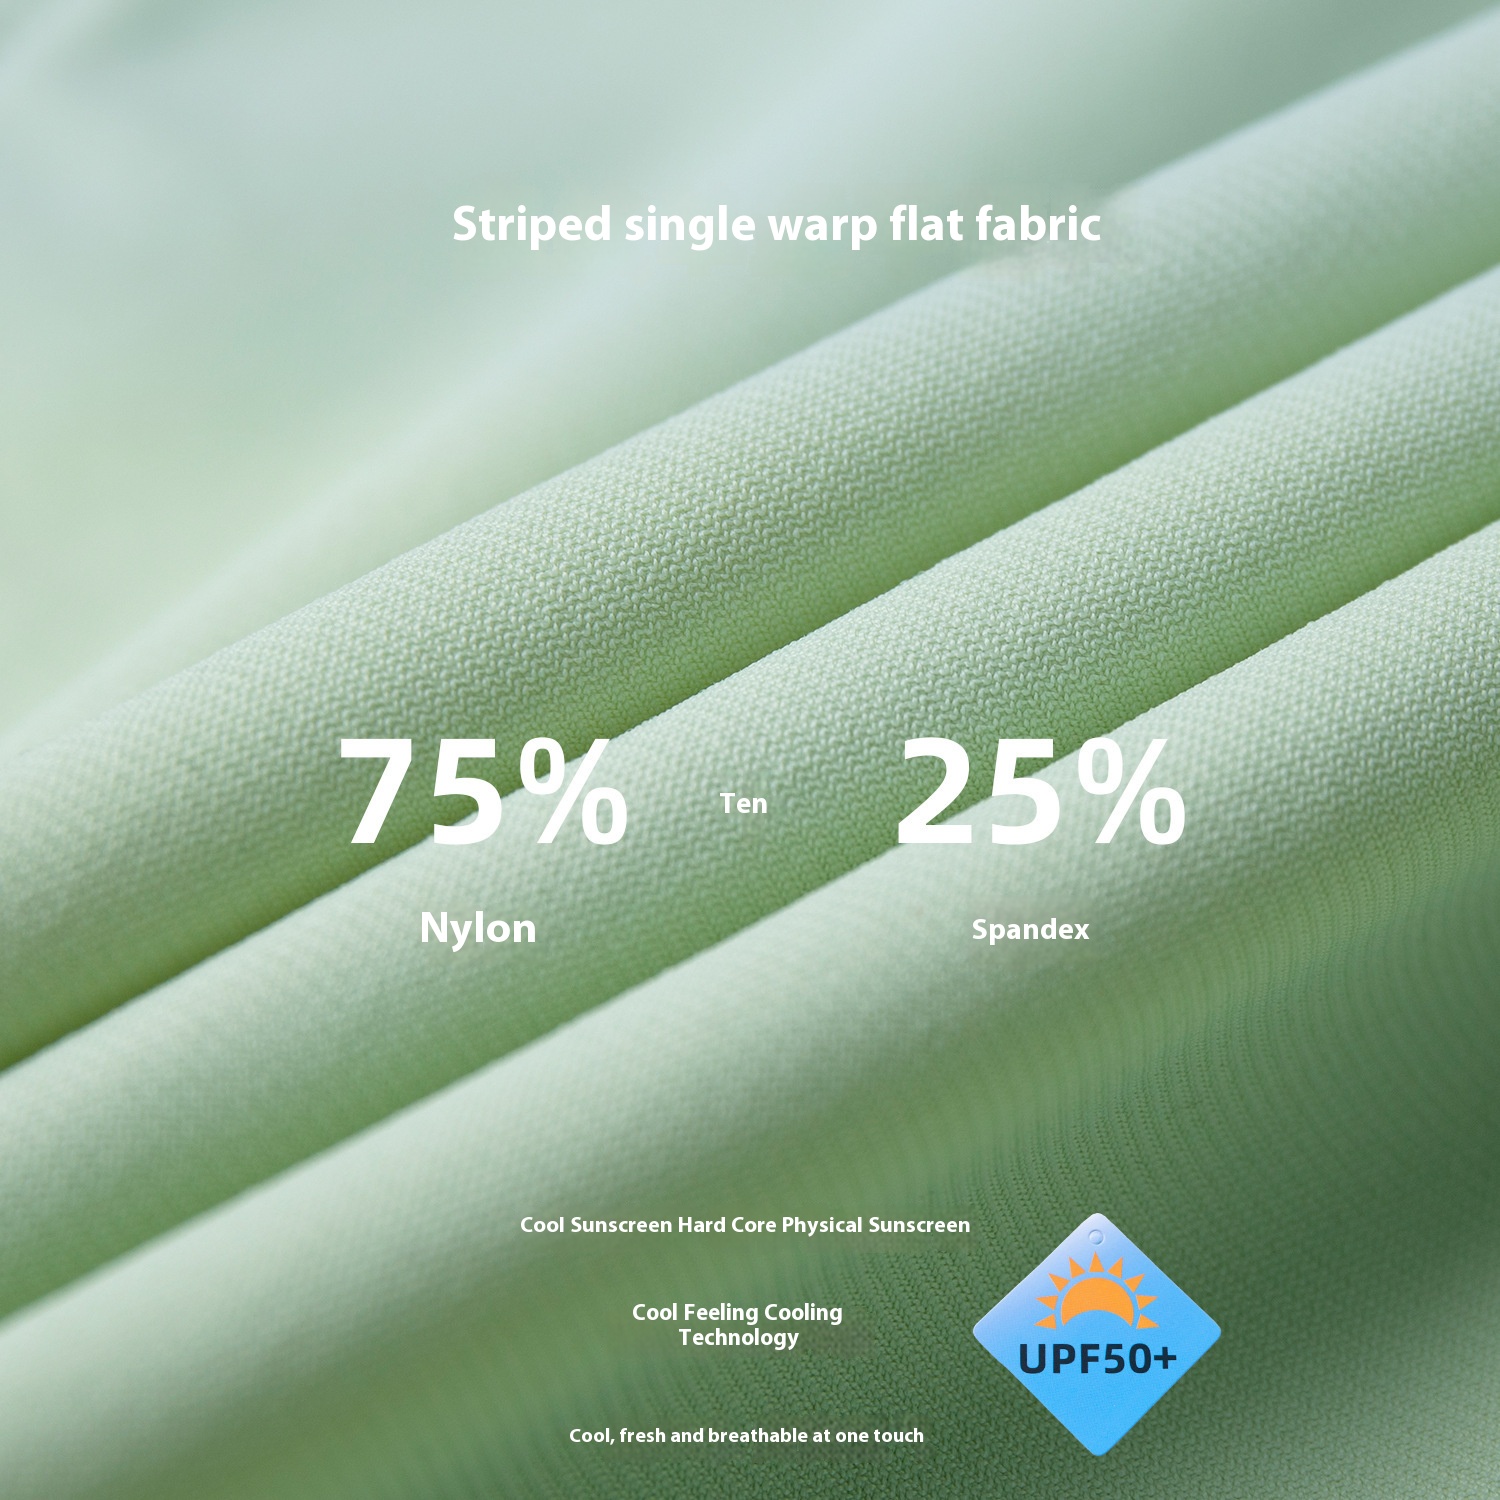 Striped single warp flat fabric
75% Ten 25%
Nylon Spandex
Cool Sunscreen Hard Core Physical Sunscreen
Cool Feeling Cooling
Technology
UPF50+
Cool, fresh and breathable at one touch